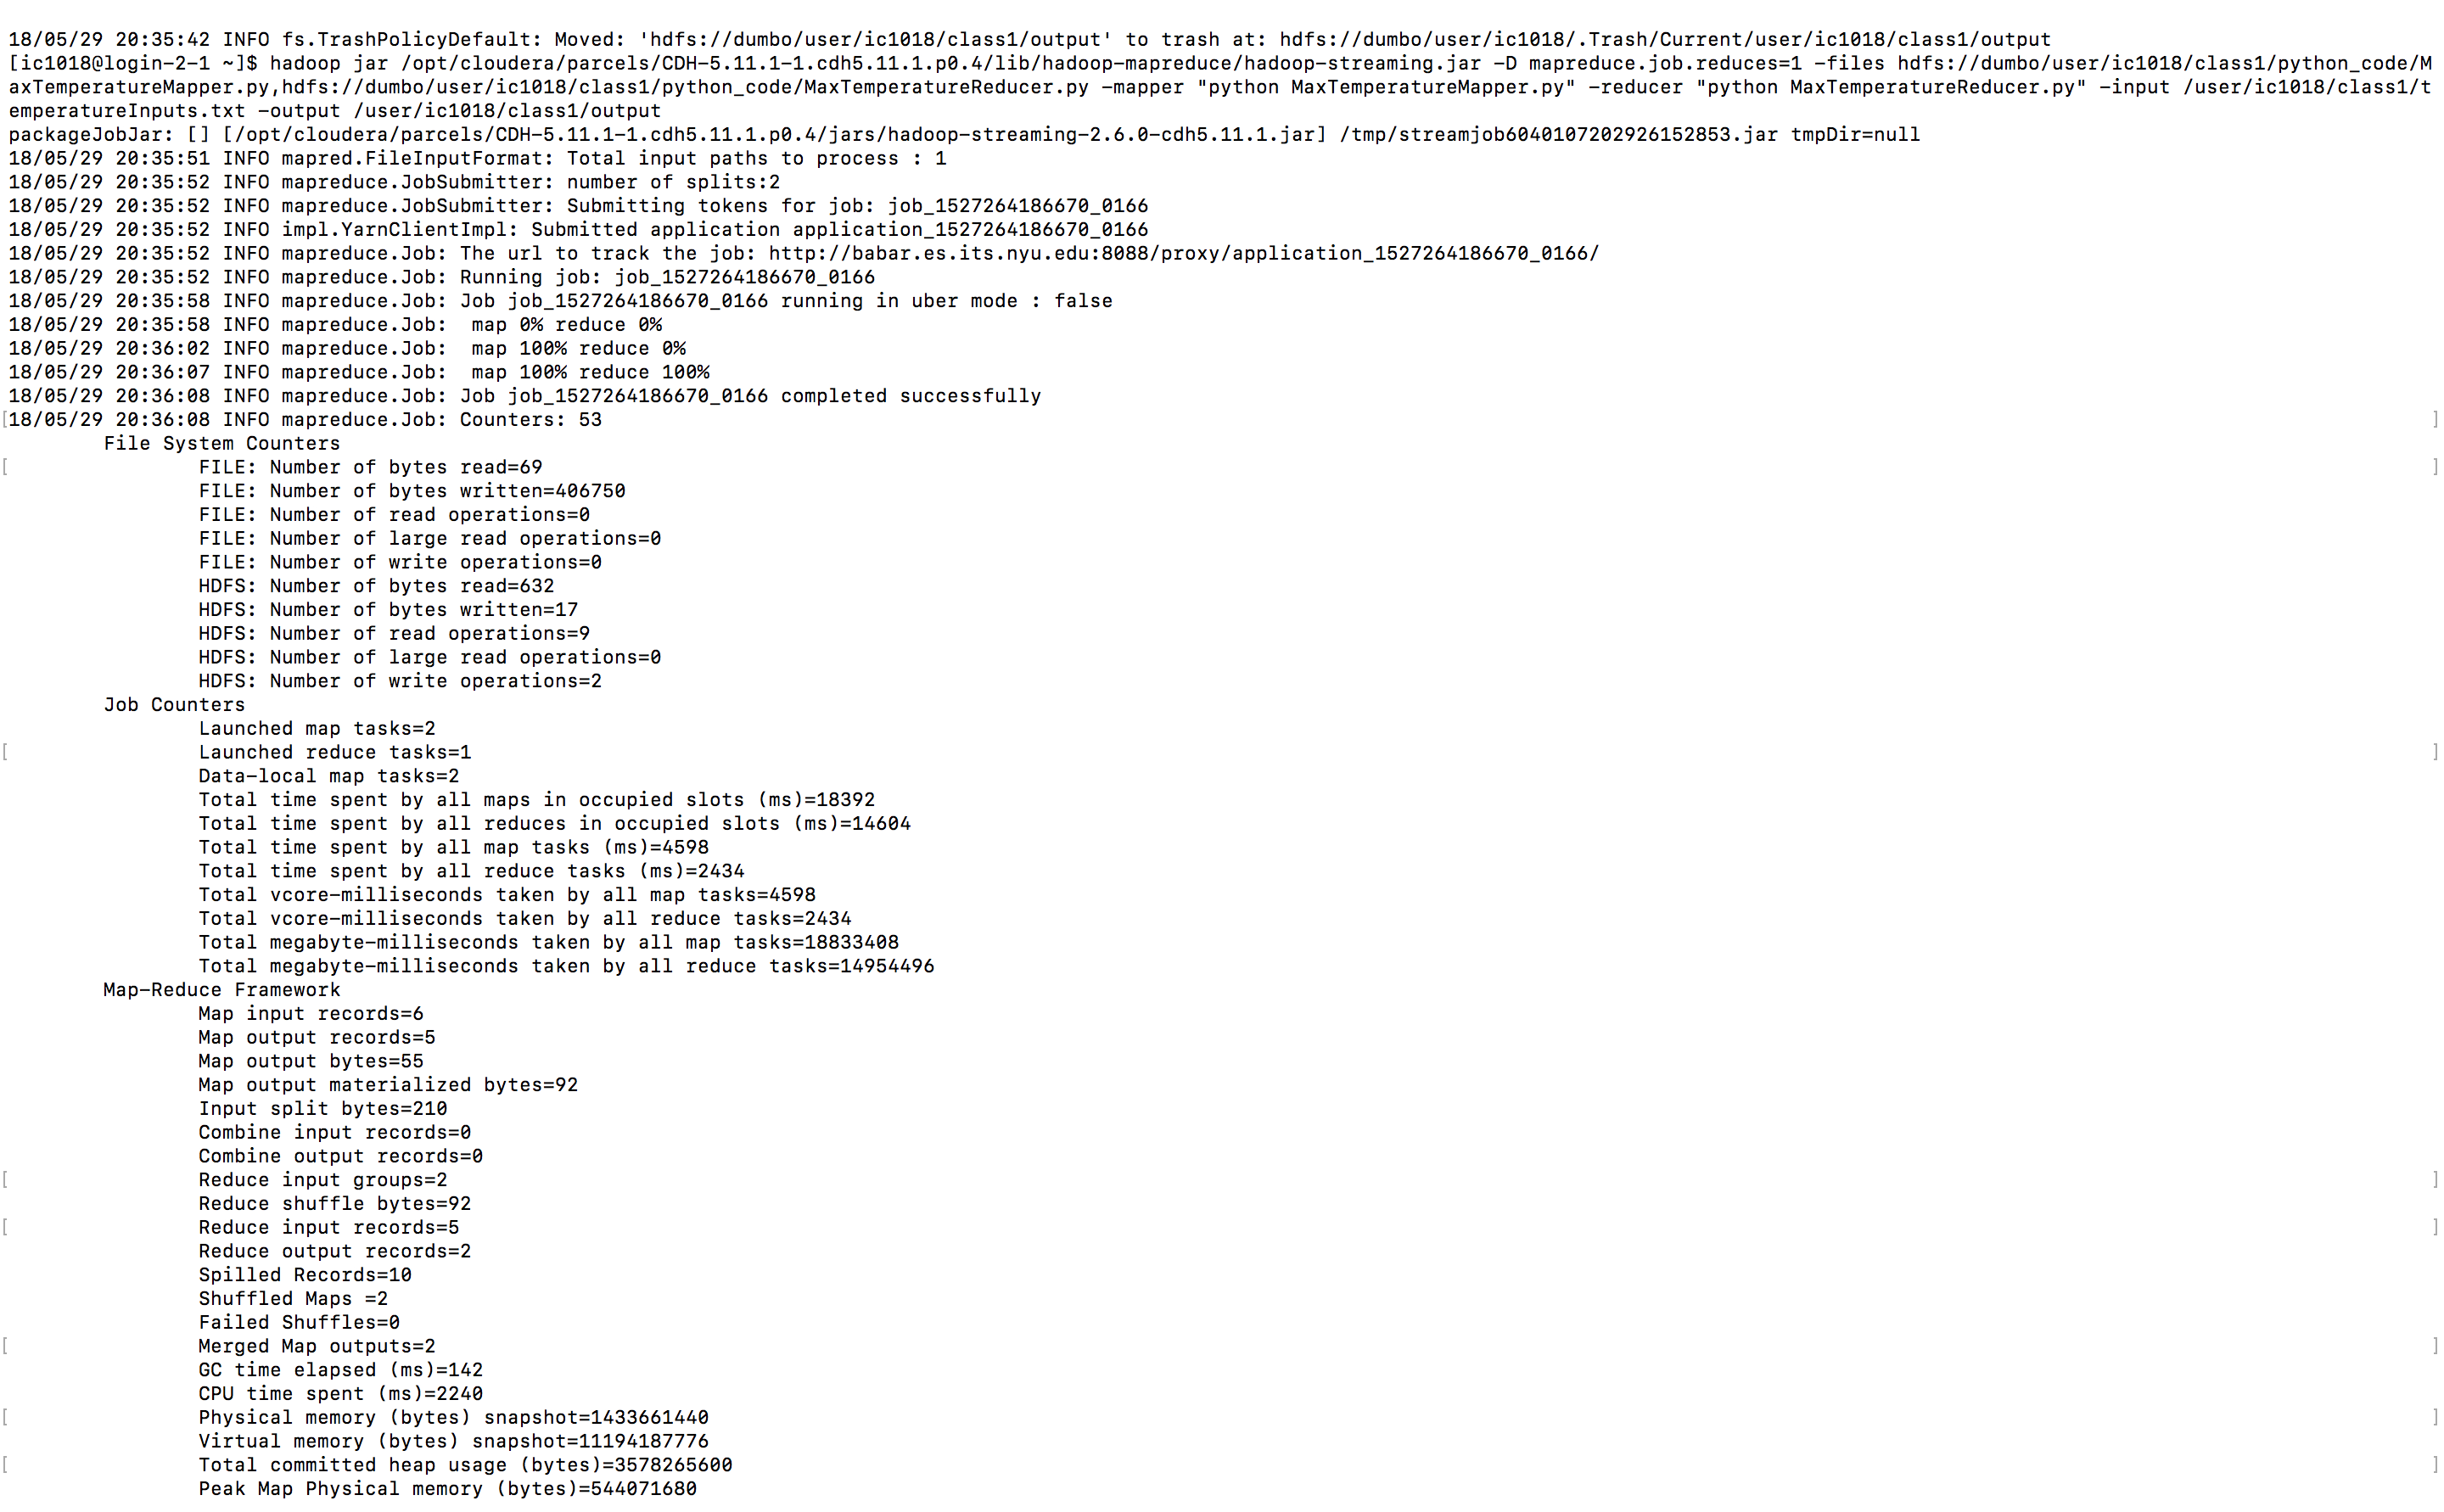 18/05/29 20:35:42 INFO fs.TrashPolicyDefault: Moved: 'hdfs://dumbo/user/ic1018/class1/output' to trash at: hdfs://dumbo/user/ic1018/.Trash/Current/user/ic1018/class1/output
[ic1018@login-2-1 ~]$ hadoop jar /opt/cloudera/parcels/CDH-5.11.1-1.cdh5.11.1.p0.4/lib/hadoop-mapreduce/hadoop-streaming.jar -D mapreduce.job.reduces=1 -files hdfs://dumbo/user/ic1018/class1/python_code/M
axTemperatureMapper.py,hdfs://dumbo/user/ic1018/class1/python_code/MaxTemperatureReducer.py -mapper "python MaxTemperatureMapper.py" -reducer "python MaxTemperatureReducer.py" -input /user/ic1018/class1/t
emperatureInputs.txt -output /user/ic1018/class1/output
packageJobJar: [] [/opt/cloudera/parcels/CDH-5.11.1-1.cdh5.11.1.p0.4/jars/hadoop-streaming-2.6.0-cdh5.11.1.jar] /tmp/streamjob6040107202926152853.jar tmpDir=null
18/05/29 20:35:51 INFO mapred.FileInputFormat: Total input paths to process : 1
18/05/29 20:35:52 INFO mapreduce.JobSubmitter: number of splits:2
18/05/29 20:35:52 INFO mapreduce.JobSubmitter: Submitting tokens for job: job_1527264186670_0166
18/05/29 20:35:52 INFO impl.YarnClientImpl: Submitted application application_1527264186670_0166
18/05/29 20:35:52 INFO mapreduce.Job: The url to track the job: http://babar.es.its.nyu.edu:8088/proxy/application_1527264186670_0166/
18/05/29 20:35:52 INFO mapreduce.Job: Running job: job_1527264186670_0166
18/05/29 20:35:58 INFO mapreduce.Job: Job job_1527264186670_0166 running in uber mode : false
18/05/29 20:35:58 INFO mapreduce.Job:  map 0% reduce 0%
18/05/29 20:36:02 INFO mapreduce.Job:  map 100% reduce 0%
18/05/29 20:36:07 INFO mapreduce.Job:  map 100% reduce 100%
18/05/29 20:36:08 INFO mapreduce.Job: Job job_1527264186670_0166 completed successfully
[18/05/29 20:36:08 INFO mapreduce.Job: Counters: 53 ]
File System Counters
[ FILE: Number of bytes read=69 ]
FILE: Number of bytes written=406750
FILE: Number of read operations=0
FILE: Number of large read operations=0
FILE: Number of write operations=0
HDFS: Number of bytes read=632
HDFS: Number of bytes written=17
HDFS: Number of read operations=9
HDFS: Number of large read operations=0
HDFS: Number of write operations=2
Job Counters
Launched map tasks=2
[ Launched reduce tasks=1 ]
Data-local map tasks=2
Total time spent by all maps in occupied slots (ms)=18392
Total time spent by all reduces in occupied slots (ms)=14604
Total time spent by all map tasks (ms)=4598
Total time spent by all reduce tasks (ms)=2434
Total vcore-milliseconds taken by all map tasks=4598
Total vcore-milliseconds taken by all reduce tasks=2434
Total megabyte-milliseconds taken by all map tasks=18833408
Total megabyte-milliseconds taken by all reduce tasks=14954496
Map-Reduce Framework
Map input records=6
Map output records=5
Map output bytes=55
Map output materialized bytes=92
Input split bytes=210
Combine input records=0
Combine output records=0
[ Reduce input groups=2 ]
Reduce shuffle bytes=92
[ Reduce input records=5 ]
Reduce output records=2
Spilled Records=10
Shuffled Maps =2
Failed Shuffles=0
[ Merged Map outputs=2 ]
GC time elapsed (ms)=142
CPU time spent (ms)=2240
[ Physical memory (bytes) snapshot=1433661440 ]
Virtual memory (bytes) snapshot=11194187776
[ Total committed heap usage (bytes)=3578265600 ]
Peak Map Physical memory (bytes)=544071680